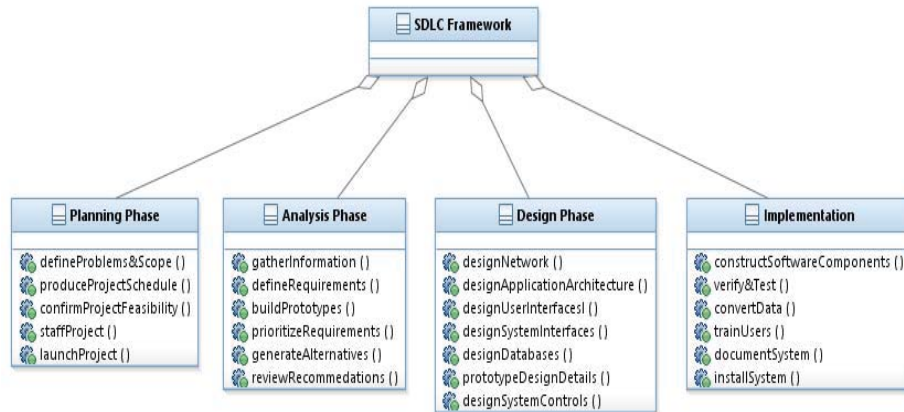 SDLC Framework
Planning Phase
defineProblems&Scope ()
produceProjectSchedule ()
confirmProjectFeasibility ()
staffProject ()
launchProject ()
Analysis Phase
gatherInformation ()
defineRequirements ()
buildPrototypes ()
prioritizeRequirements ()
generateAlternatives ()
reviewRecommedations ()
Design Phase
designNetwork ()
designApplicationArchitecture ()
designUserInterfacesI ()
designSystemInterfaces ()
designDatabases ()
prototypeDesignDetails ()
designSystemControls ()
Implementation
constructSoftwareComponents ()
verify&Test ()
convertData ()
trainUsers ()
documentSystem ()
installSystem ()